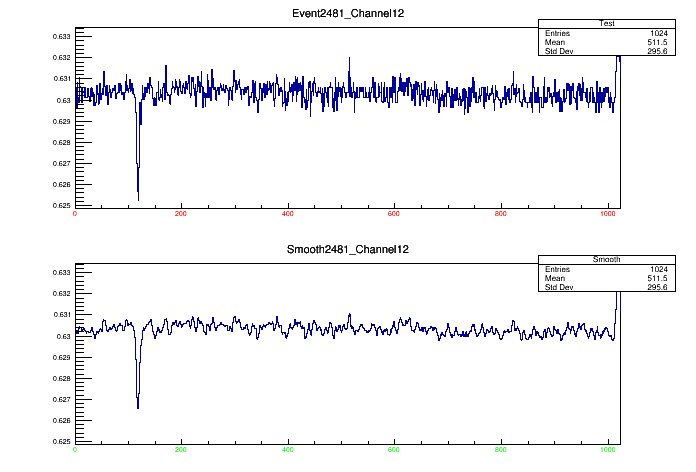 Event2481_Channel12
Test
Entries 1024
Mean 511.5
Std Dev 295.6
0.633
0.632
0.631
0.63
0.629
0.628
0.627
0.626
0.625
0 200 400 600 800 1000
Smooth2481_Channel12
Smooth
Entries 1024
Mean 511.5
Std Dev 295.6
0.633
0.632
0.631
0.63
0.629
0.628
0.627
0.626
0.625
0 200 400 600 800 1000